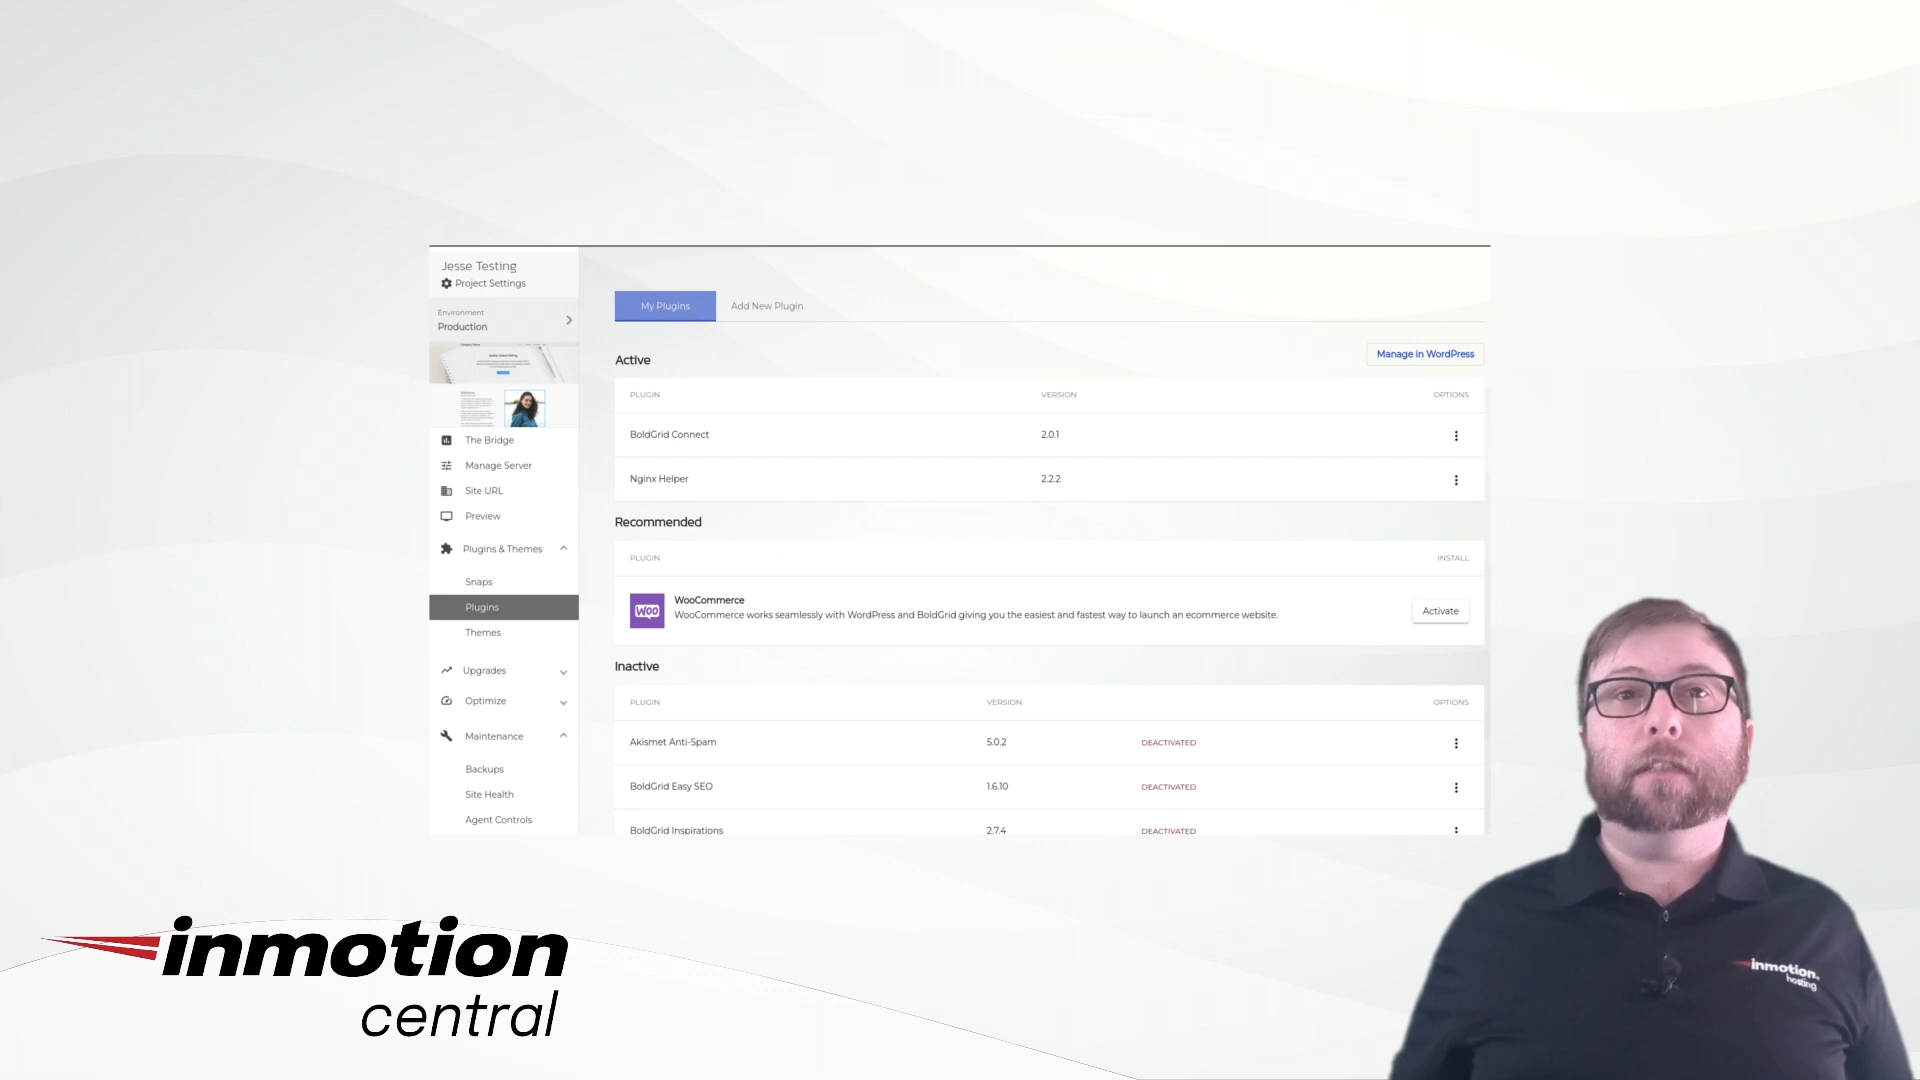 Jesse Testing
Project Settings
Environment
Production
The Bridge
Manage Server
Site URL
Preview
Plugins & Themes
Snaps
Plugins
Themes
Upgrades
Optimize
Maintenance
Backups
Site Health
Agent Controls
My Plugins
Add New Plugin
Active
Manage in WordPress
PLUGIN VERSION OPTIONS
BoldGrid Connect 2.0.1
Nginx Helper 2.2.2
Recommended
PLUGIN INSTALL
WOO
WooCommerce
WooCommerce works seamlessly with WordPress and BoldGrid giving you the easiest and fastest way to launch an ecommerce website.
Activate
Inactive
PLUGIN VERSION OPTIONS
Akismet Anti-Spam 5.0.2 DEACTIVATED
BoldGrid Easy SEO 1.6.10 DEACTIVATED
BoldGrid Inspirations 2.7.4 DEACTIVATED
inmotion
central
inmotion
hosting